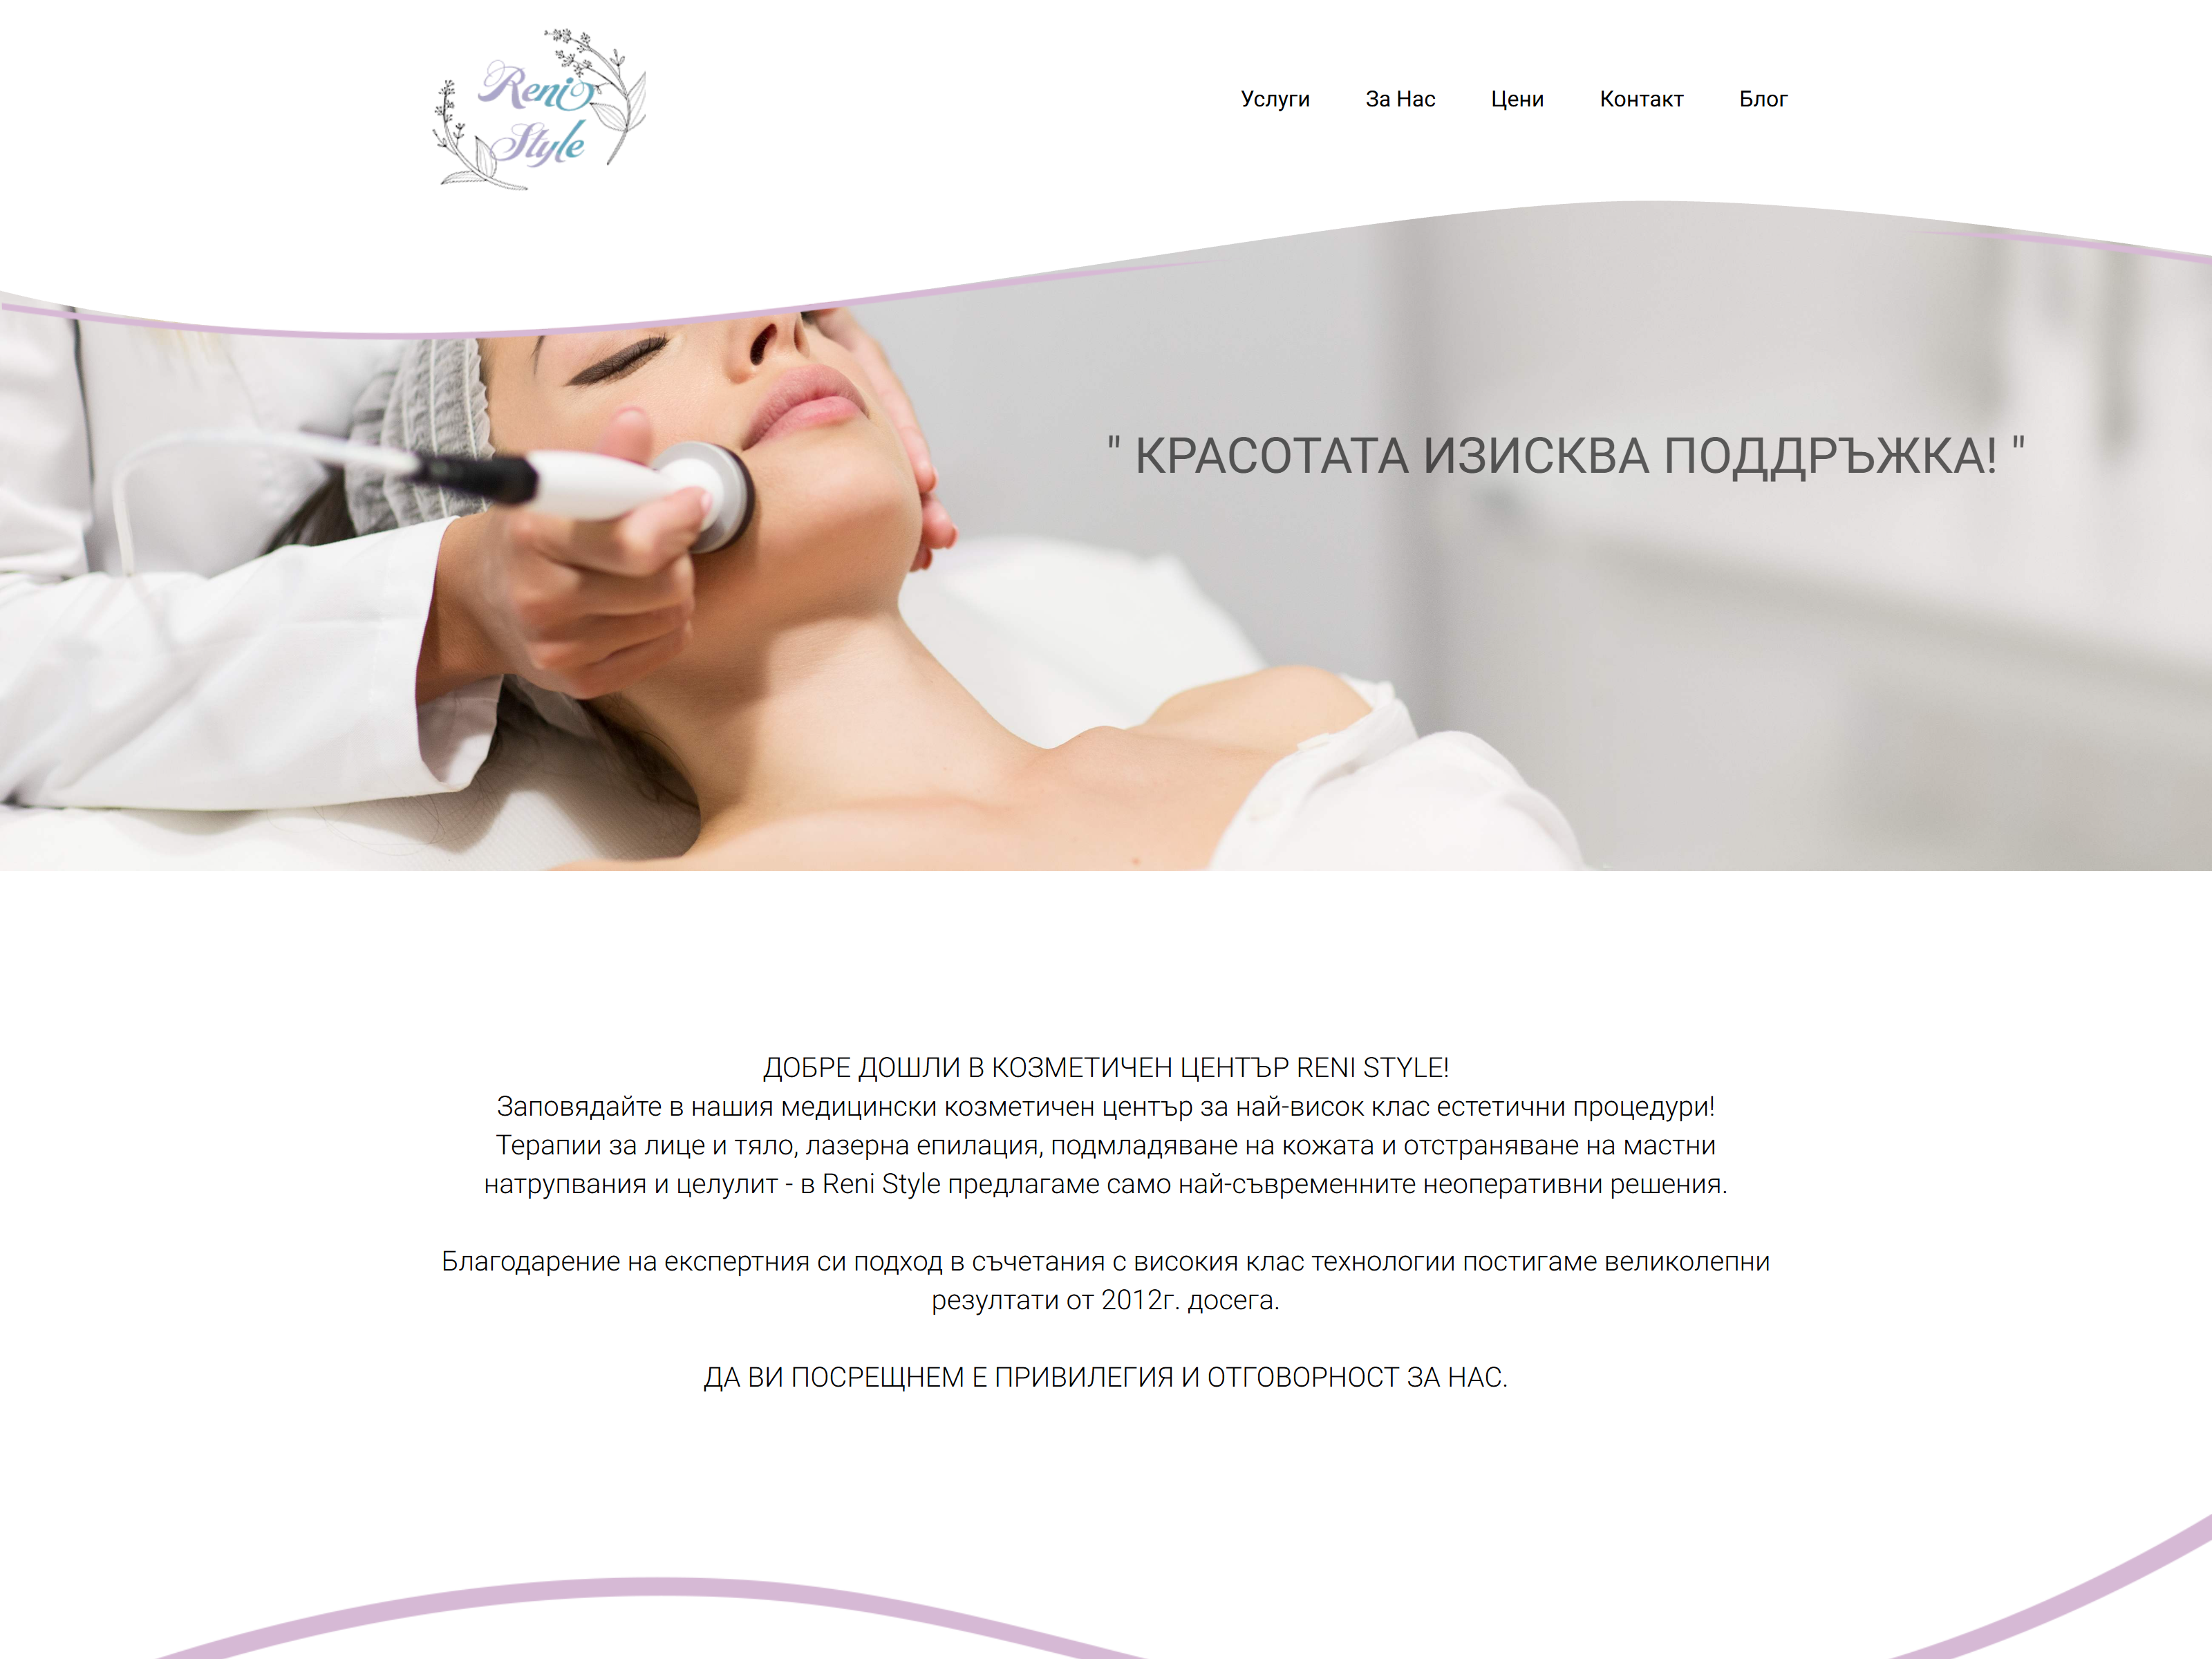 Reni
Style
Услуги За Нас Цени Контакт Блог
" КРАСОТАТА ИЗИСКВА ПОДДРЪЖКА! "
ДОБРЕ ДОШЛИ В КОЗМЕТИЧЕН ЦЕНТЪР RENI STYLE!
Заповядайте в нашия медицински козметичен център за най-висок клас естетични процедури!
Терапии за лице и тяло, лазерна епилация, подмладяване на кожата и отстраняване на мастни
натрупвания и целулит - в Reni Style предлагаме само най-съвременните неоперативни решения.
Благодарение на експертния си подход в съчетания с високия клас технологии постигаме великолепни
резултати от 2012г. досега.
ДА ВИ ПОСРЕЩНЕМ Е ПРИВИЛЕГИЯ И ОТГОВОРНОСТ ЗА НАС.